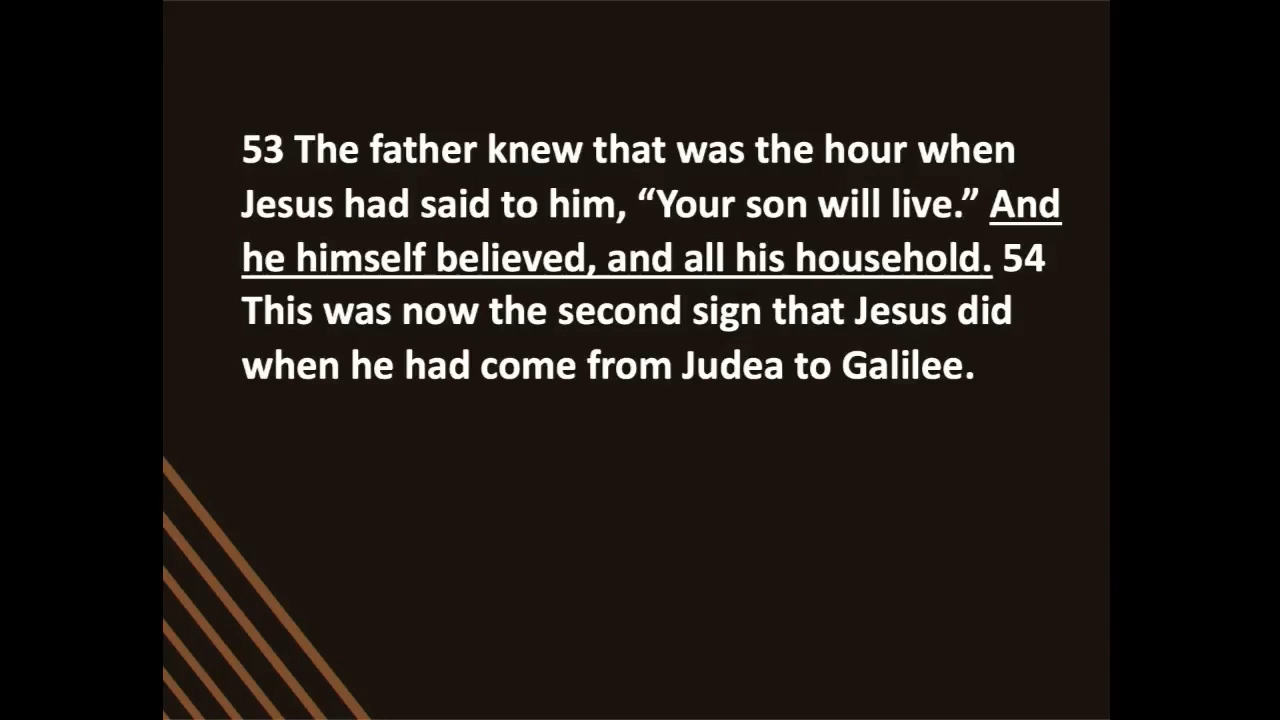 53 The father knew that was the hour when
Jesus had said to him, “Your son will live.” And
he himself believed, and all his household. 54
This was now the second sign that Jesus did
when he had come from Judea to Galilee.